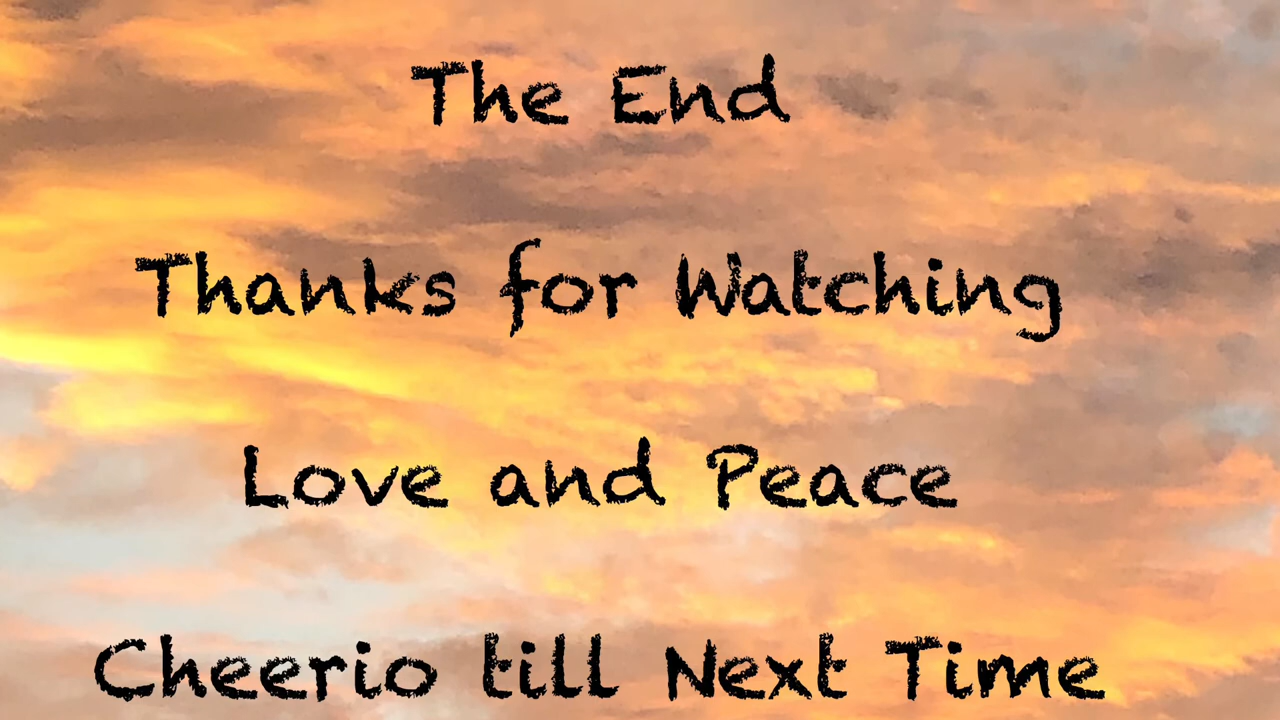 The End
Thanks for Watching
Love and Peace
Cheerio till Next Time